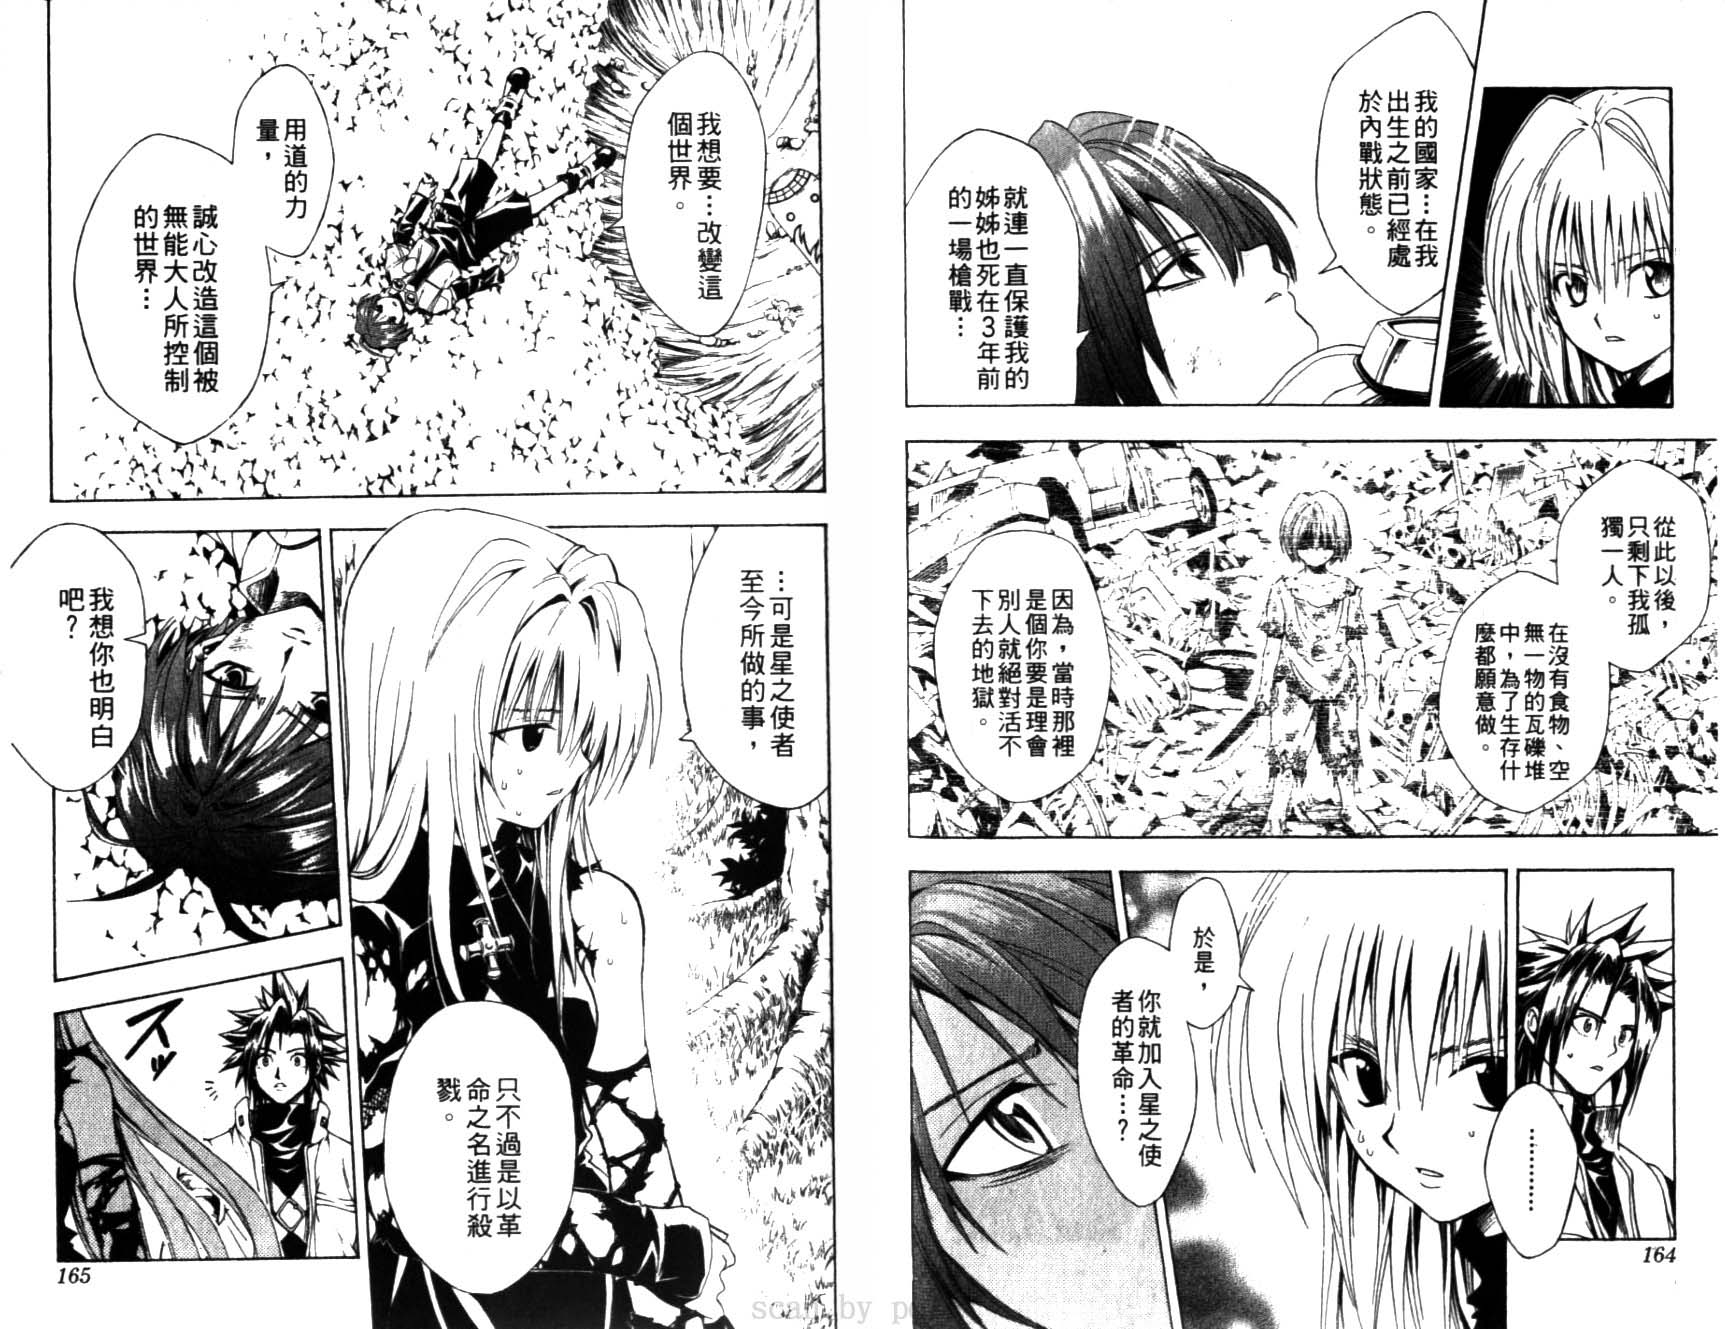 我的國家…在我
出生之前已經處
於內戰狀態。
就連一直保護我的
姊姊也死在3年前
的一場槍戰…
從此以後，
只剩下我孤
獨一人。
在沒有食物、空
無一物的瓦礫堆
中，為了生存什
麼都願意做。
因為，當時那裡
是個你要是理會
別人就絕對活不
下去的地獄。
………
於是，
你就加入星之使
者的革命…？
164
我想要…改變這
個世界。
用道的力
量，
誠心改造這個被
無能大人所控制
的世界…
…可是星之使者
至今所做的事，
只不過是以革
命之名進行殺
戮。
我想你也明白
吧？
スッ
165
scan by